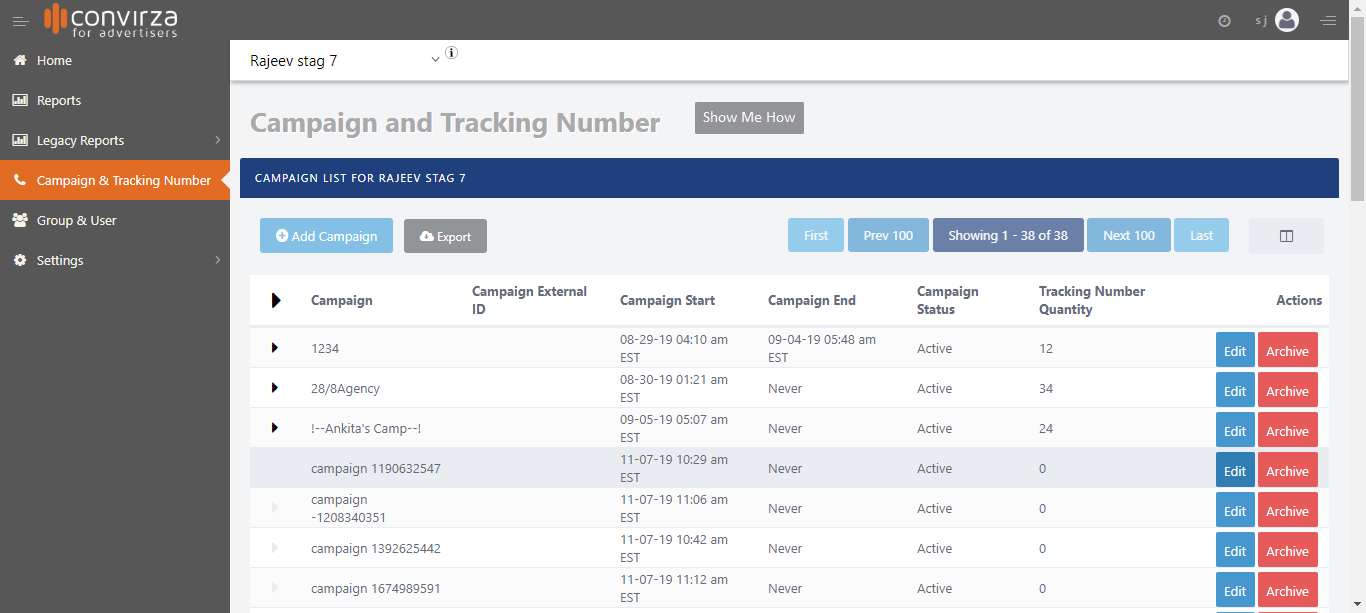 convirza
for advertisers
sj
Home
Reports
Legacy Reports
Campaign & Tracking Number
Group & User
Settings
Rajeev stag 7
Campaign and Tracking Number
Show Me How
CAMPAIGN LIST FOR RAJEEV STAG 7
Add Campaign
Export
First
Prev 100
Showing 1 - 38 of 38
Next 100
Last
Campaign
Campaign External
ID
Campaign Start
Campaign End
Campaign
Status
Tracking Number
Quantity
Actions
1234
08-29-19 04:10 am
EST
09-04-19 05:48 am
EST
Active
12
Edit
Archive
28/8Agency
08-30-19 01:21 am
EST
Never
Active
34
Edit
Archive
!--Ankita's Camp--!
09-05-19 05:07 am
EST
Never
Active
24
Edit
Archive
campaign 1190632547
11-07-19 10:29 am
EST
Never
Active
0
Edit
Archive
campaign
-1208340351
11-07-19 11:06 am
EST
Never
Active
0
Edit
Archive
campaign 1392625442
11-07-19 10:42 am
EST
Never
Active
0
Edit
Archive
campaign 1674989591
11-07-19 11:12 am
EST
Never
Active
0
Edit
Archive